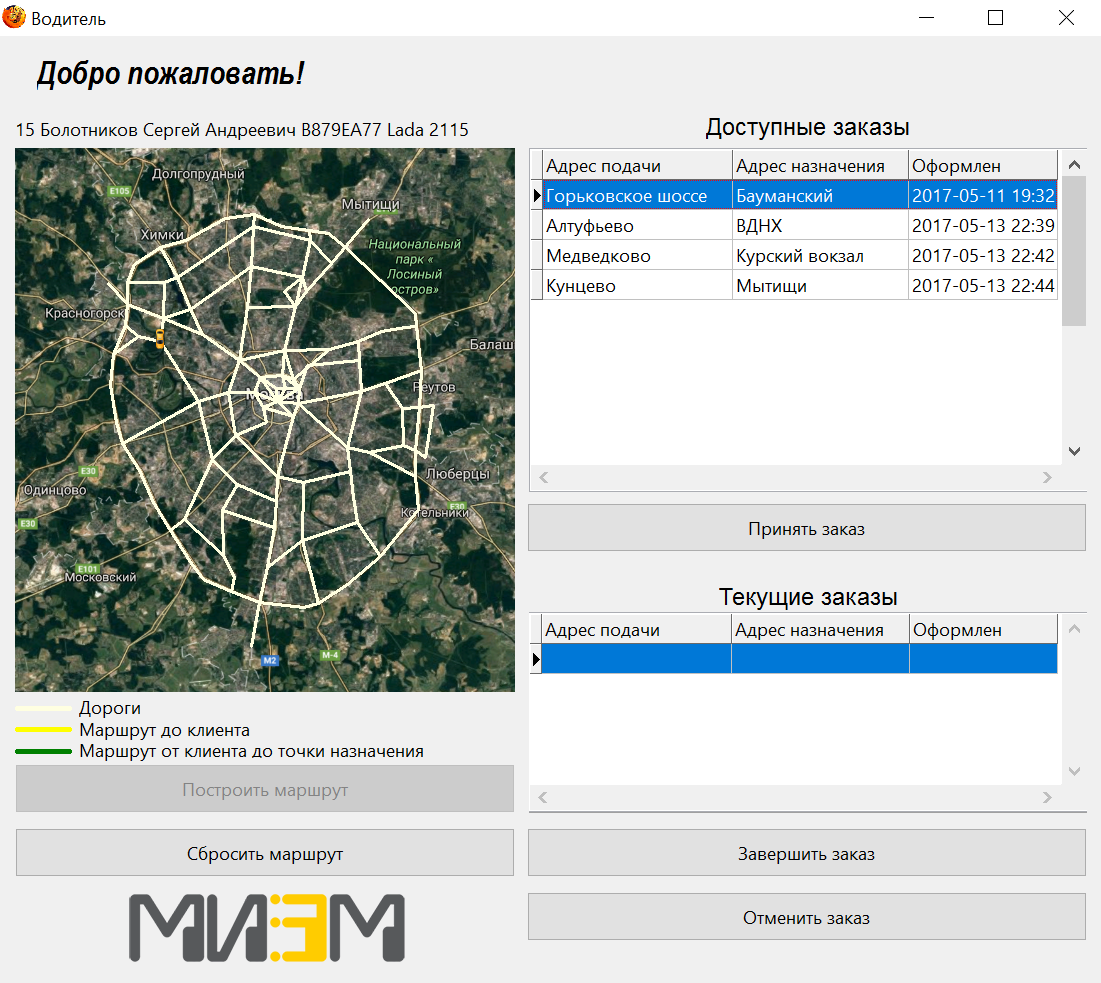 Водитель
Добро пожаловать!
15 Болотников Сергей Андреевич В879ЕА77 Lada 2115
Долгопрудный
E105
Мытищи
Химки
Национальный
парк «
Лосиный
остров»
Красногорск
Балаш
Москва
Реутов
E30
Люберцы
Одинцово
E30
Котельники
E30
E101
Московский
M2
M-4
Дороги
Маршрут до клиента
Маршрут от клиента до точки назначения
Построить маршрут
Сбросить маршрут
МИЭМ
Доступные заказы
Адрес подачи Адрес назначения Оформлен
Горьковское шоссе Бауманский 2017-05-11 19:32
Алтуфьево ВДНХ 2017-05-13 22:39
Медведково Курский вокзал 2017-05-13 22:42
Кунцево Мытищи 2017-05-13 22:44
Принять заказ
Текущие заказы
Адрес подачи Адрес назначения Оформлен
Завершить заказ
Отменить заказ